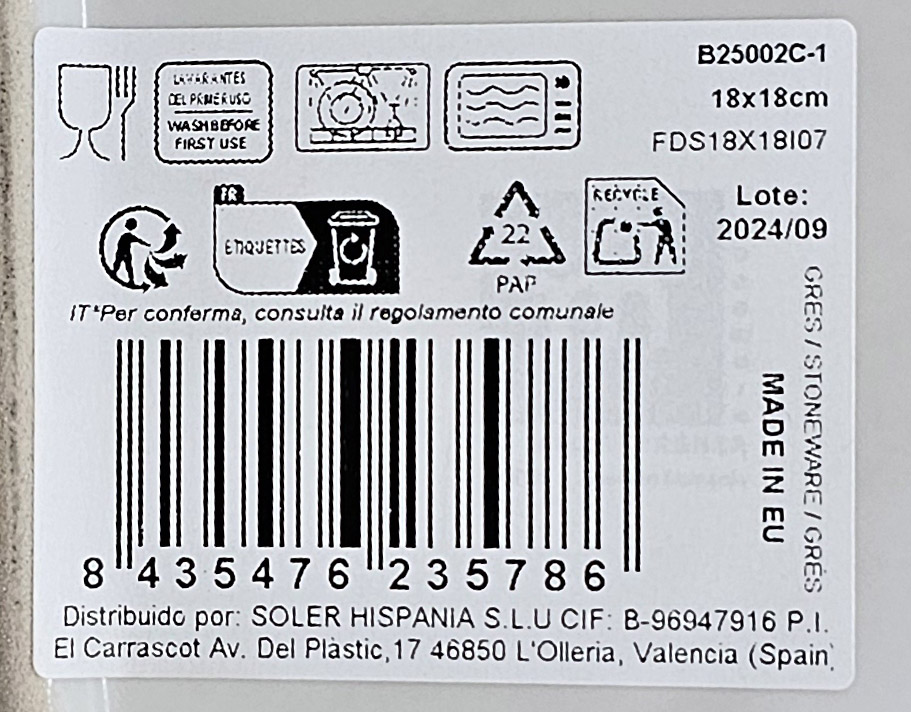 B25002C-1
18x18cm
FDS18X18I07
LAVAR ANTES
DEL PRIMER USO
WASH BEFORE
FIRST USE
Lote:
2024/09
FR
ETIQUETTES
22
PAP
RECYCLE
IT*Per conferma, consulta il regolamento comunale
GRES / STONEWARE / GRÈS
MADE IN EU
8 435476 235786
Distribuido por: SOLER HISPANIA S.L.U CIF: B-96947916 P.I.
El Carrascot Av. Del Plàstic,17 46850 L'Olleria, Valencia (Spain)